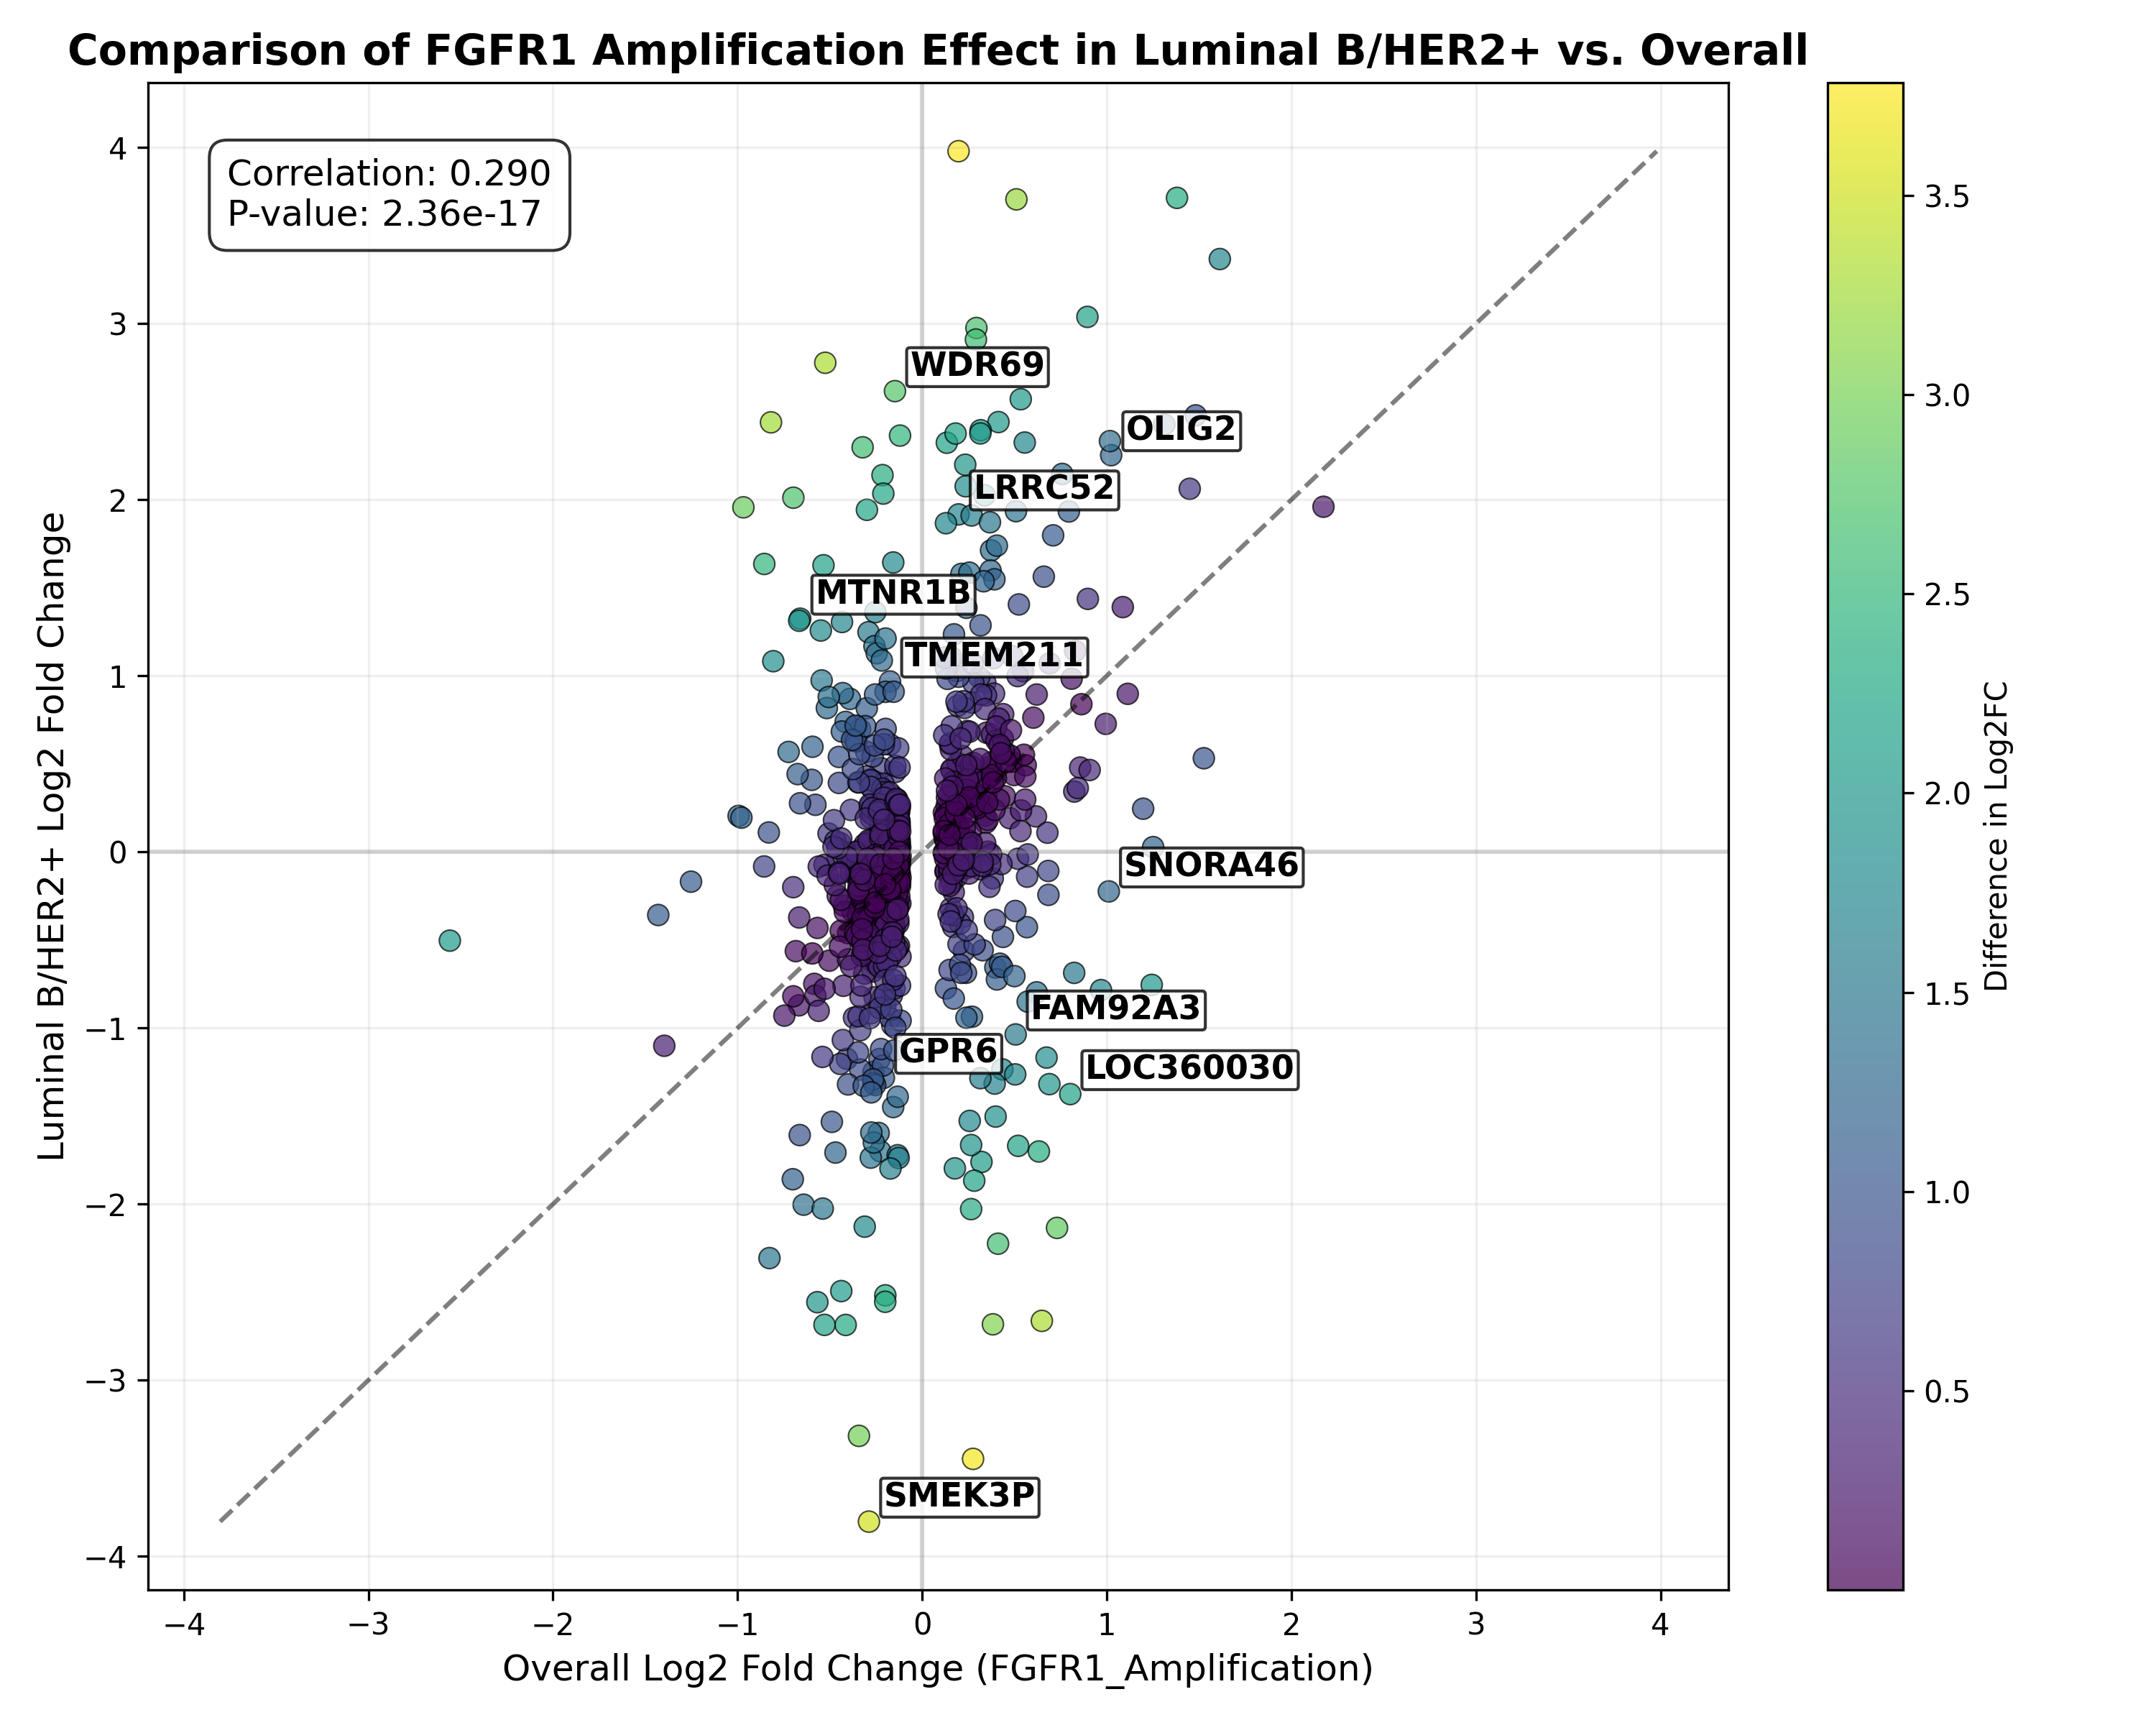 Comparison of FGFR1 Amplification Effect in Luminal B/HER2+ vs. Overall
Correlation: 0.290
P-value: 2.36e-17
WDR69
OLIG2
LRRC52
MTNR1B
TMEM211
SNORA46
FAM92A3
GPR6
LOC360030
SMEK3P
Luminal B/HER2+ Log2 Fold Change
4
3
2
1
0
−1
−2
−3
−4
−4
−3
−2
−1
0
1
2
3
4
Overall Log2 Fold Change (FGFR1_Amplification)
3.5
3.0
2.5
2.0
1.5
1.0
0.5
Difference in Log2FC